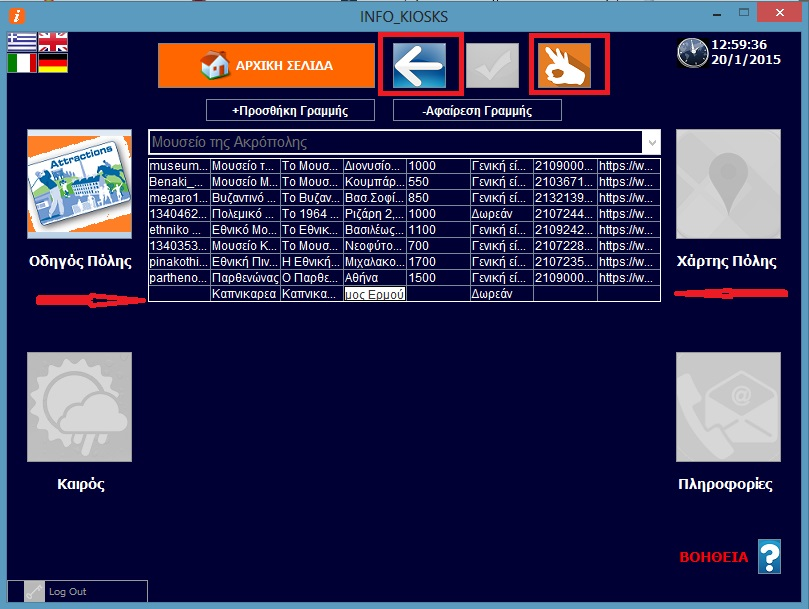 INFO_KIOSKS
ΑΡΧΙΚΗ ΣΕΛΙΔΑ
12:59:36
20/1/2015
+Προσθήκη Γραμμής
-Αφαίρεση Γραμμής
Attractions
Οδηγός Πόλης
Μουσείο της Ακρόπολης
museum... Μουσείο τ... Το Μουσ... Διονυσίο... 1000 Γενική εί... 2109000... https://w...
Benaki_... Μουσείο Μ... Το Μουσ... Κουμπάρ... 550 Γενική εί... 2103671... https://w...
megaro1... Βυζαντινό ... Το Βυζαν... Βασ.Σοφί... 850 Γενική εί... 2132139... https://w...
1340462... Πολεμικό ... Το 1964 ... Ριζάρη 2,... 1000 Δωρεάν 2107244... https://w...
ethniko ... Εθνικό Μο... Το Εθνικ... Βασιλέως... 1100 Γενική εί... 2109242... https://w...
1340353... Μουσείο Κ... Το Μουσ... Νεοφύτο... 700 Γενική εί... 2107228... https://w...
pinakothi... Εθνική Πιν... Η Εθνική... Μιχαλακο... 1700 Γενική εί... 2107235... https://w...
partheno... Παρθενώνας Ο Παρθε... Αθήνα 1500 Γενική εί... 2109000... https://w...
Καπνικαρεα Καπνικα... μος Ερμού Δωρεάν
Χάρτης Πόλης
Καιρός
Πληροφορίες
ΒΟΗΘΕΙΑ
Log Out